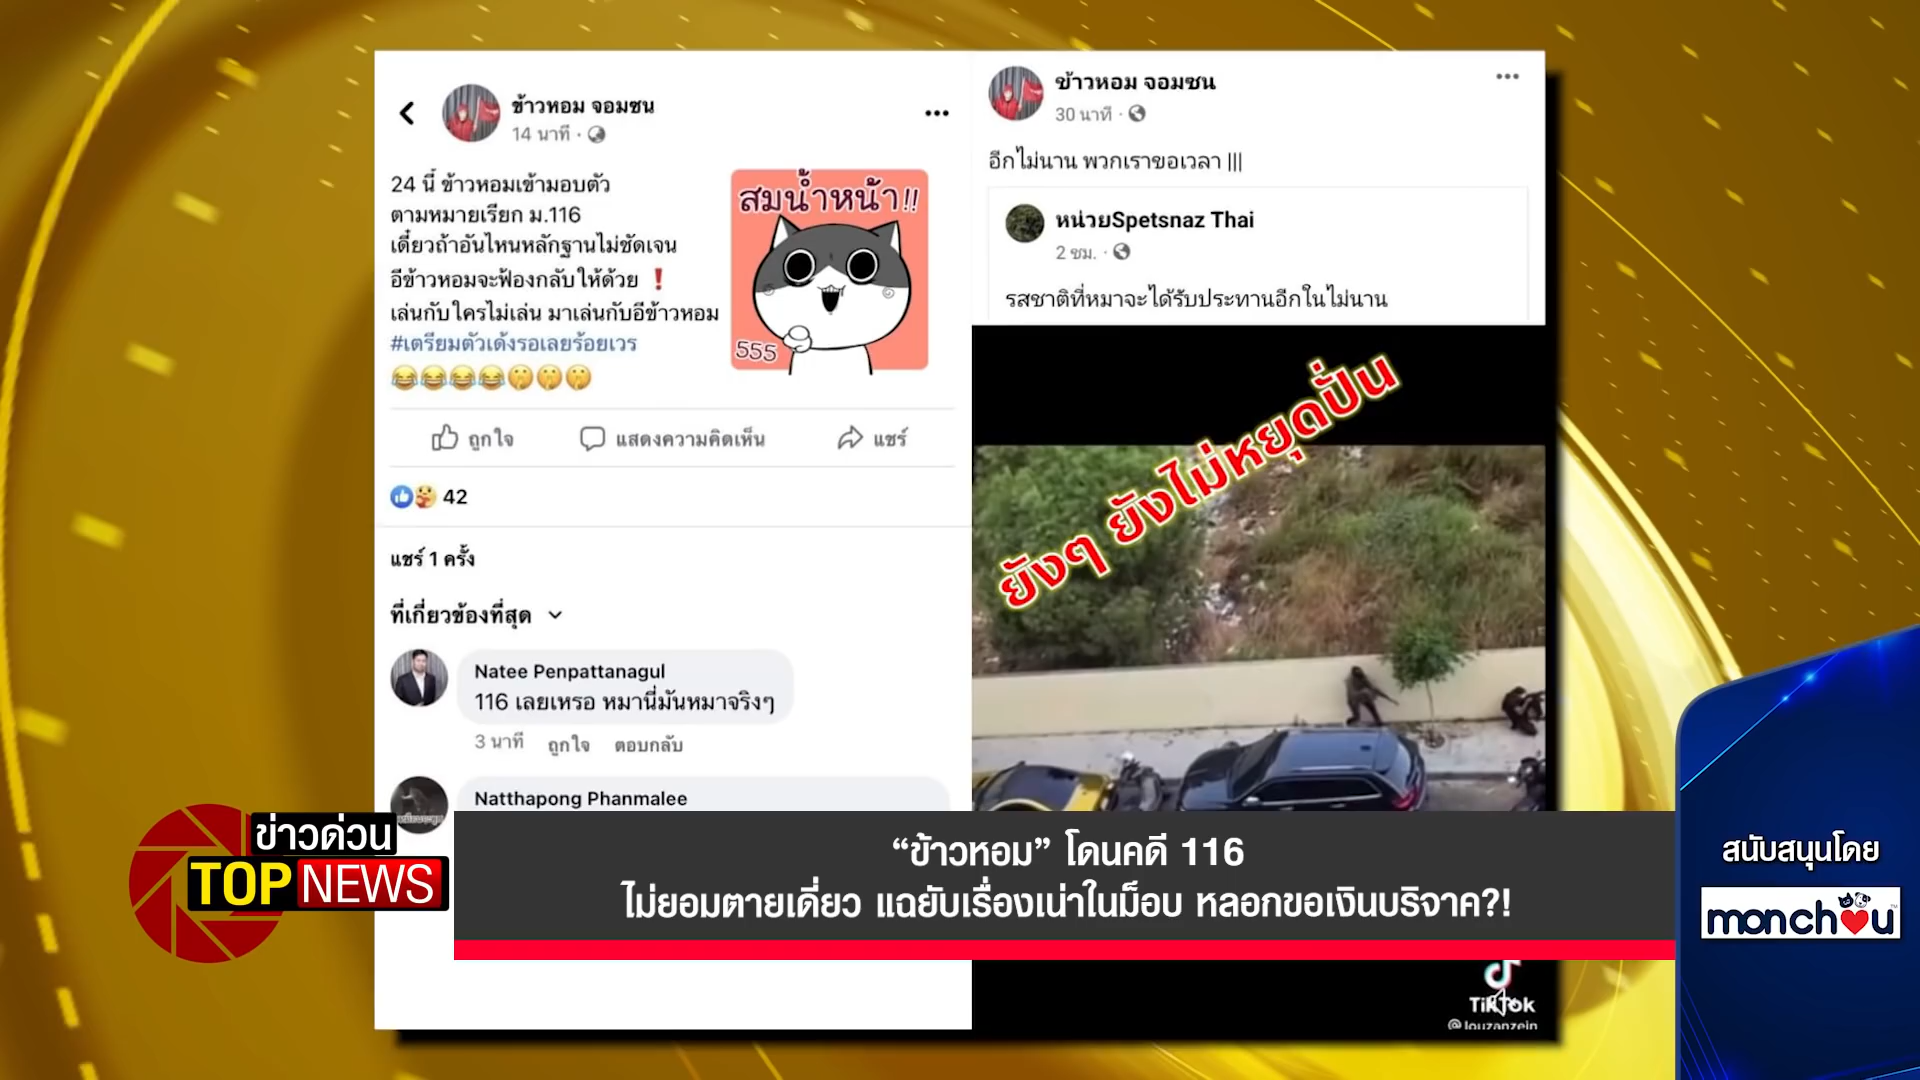 ข้าวหอม จอมซน
14 นาที ·
24 นี้ ข้าวหอมเข้ามอบตัว
ตามหมายเรียก ม.116
เดี๋ยวถ้าอันไหนหลักฐานไม่ชัดเจน
อีข้าวหอมจะฟ้องกลับให้ด้วย ❗
เล่นกับใครไม่เล่น มาเล่นกับอีข้าวหอม
#เตรียมตัวเด้งรอเลยร้อยเวร
😂😂😂😂🤫🤫🤫
สมน้ำหน้า!!
555
ถูกใจ
แสดงความคิดเห็น
แชร์
42
แชร์ 1 ครั้ง
ที่เกี่ยวข้องที่สุด
Natee Penpattanagul
116 เลยเหรอ หมานี่มันหมาจริงๆ
3 นาที ถูกใจ ตอบกลับ
Natthapong Phanmalee
ข้าวหอม จอมซน
30 นาที ·
อีกไม่นาน พวกเราขอเวลา |||
หน่วยSpetsnaz Thai
2 ชม. ·
รสชาติที่หมาจะได้รับประทานอีกในไม่นาน
ยังๆ ยังไม่หยุดปั่น
TikTok
@louzanzein
ข่าวด่วน
TOP NEWS
“ข้าวหอม” โดนคดี 116
ไม่ยอมตายเดี่ยว แฉยับเรื่องเน่าในม็อบ หลอกขอเงินบริจาค?!
สนับสนุนโดย
monchou